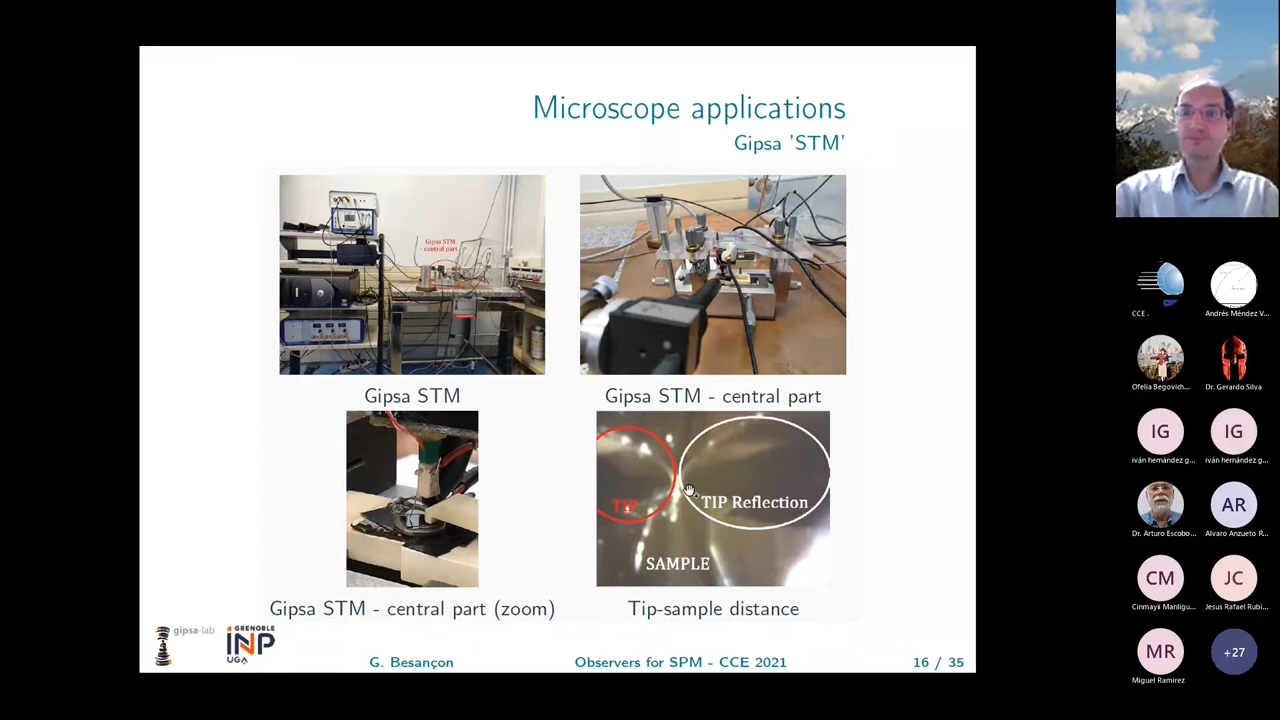 Microscope applications
Gipsa 'STM'
Gipsa STM
- central part
Gipsa STM
Gipsa STM - central part
TIP
TIP Reflection
SAMPLE
Gipsa STM - central part (zoom)
Tip-sample distance
gipsa-lab
GRENOBLE
INP
UGA
G. Besançon
Observers for SPM - CCE 2021
16 / 35
CCE .
Andrés Méndez V...
Ofelia Begovich...
Dr. Gerardo Silva
IG
IG
iván hernández g...
iván hernández g...
AR
Dr. Arturo Escobo...
Alvaro Anzueto R...
CM
JC
Cinmayii Manligu...
Jesus Rafael Rubi...
MR
+27
Miguel Ramirez